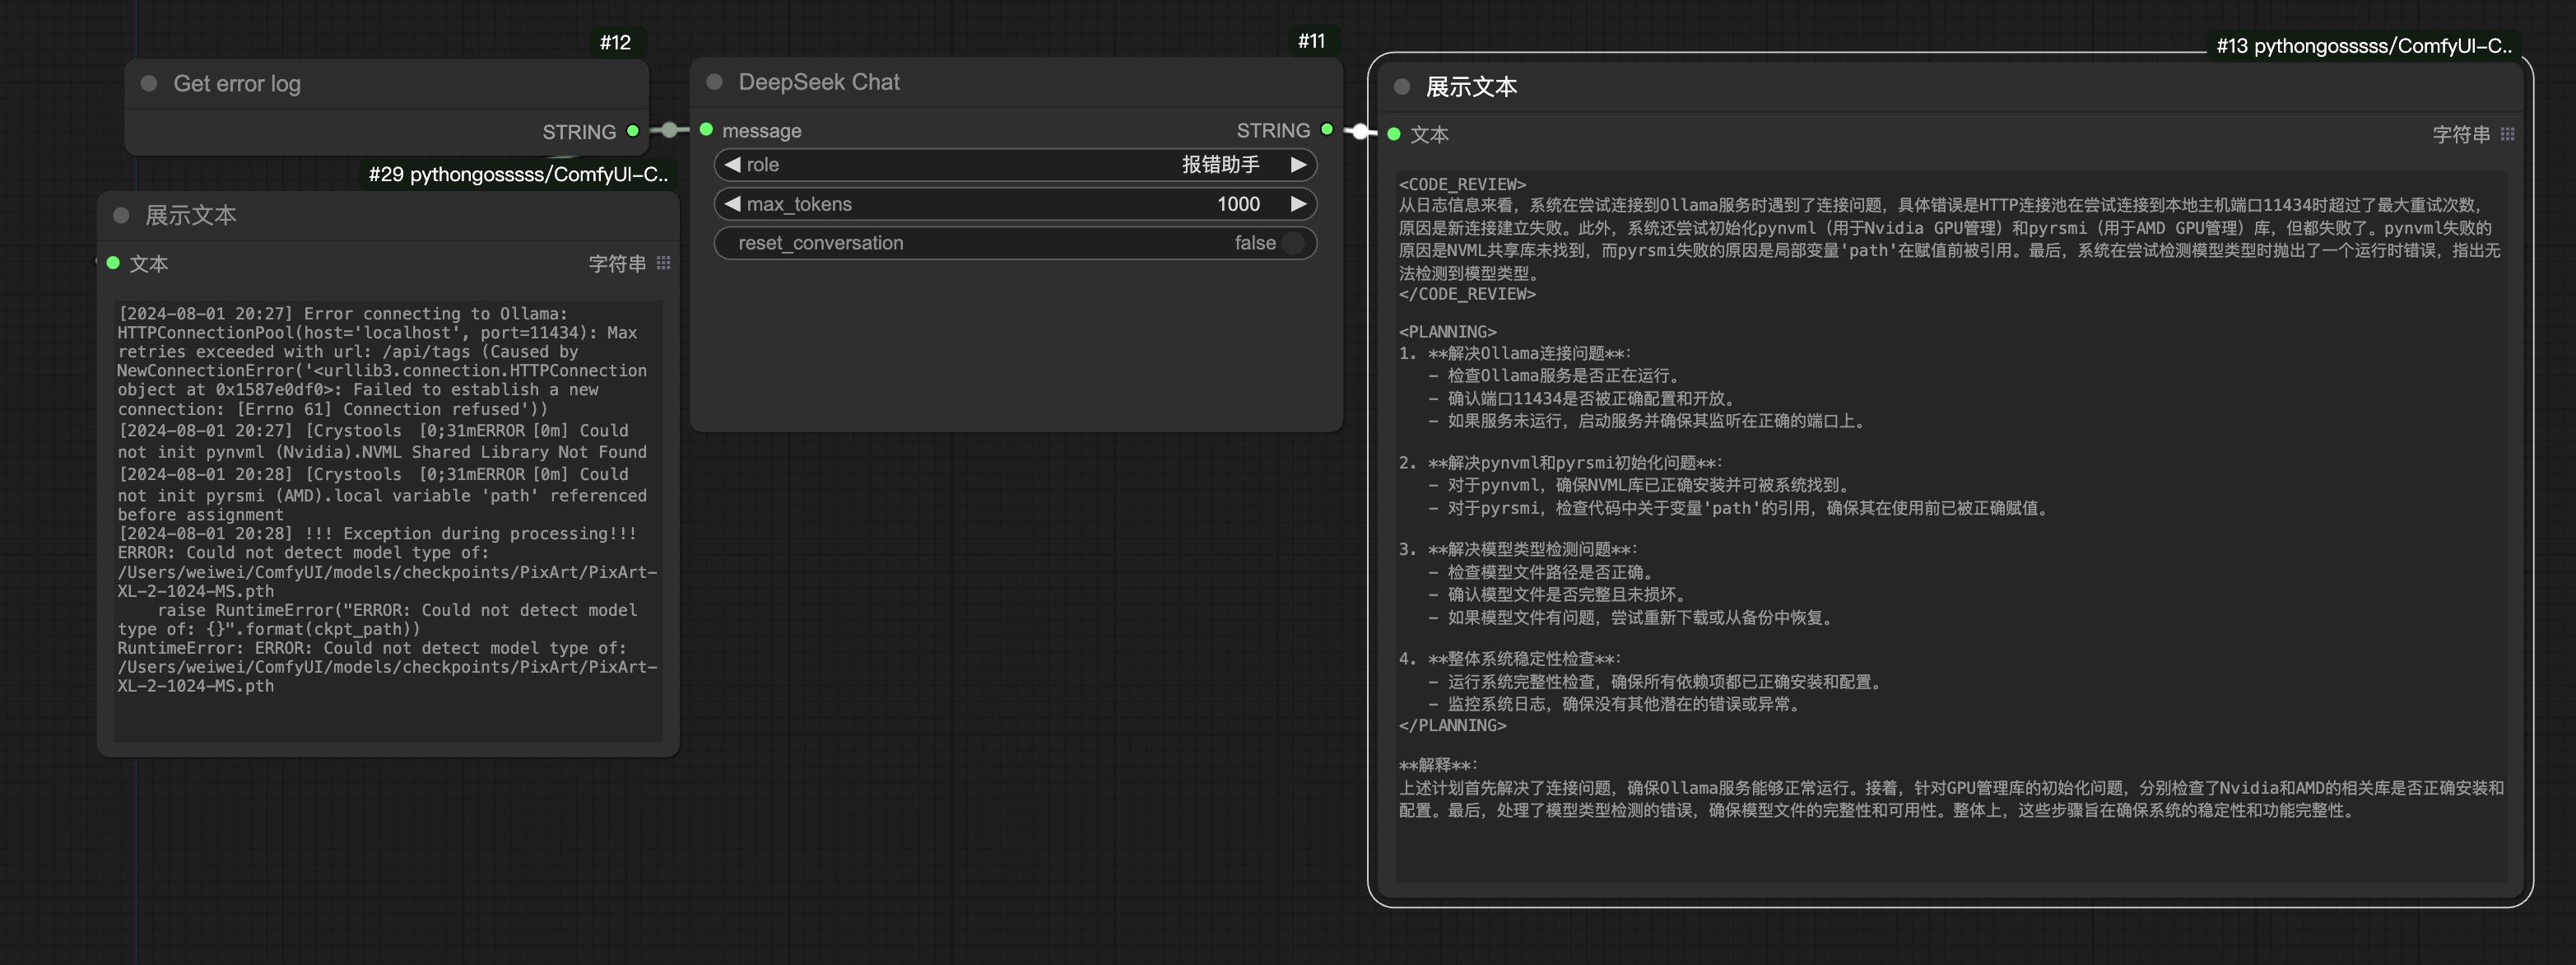 #12
Get error log
STRING
#29 pythongosssss/ComfyUI-C..
展示文本
文本
字符串
[2024-08-01 20:27] Error connecting to Ollama:
HTTPConnectionPool(host='localhost', port=11434): Max
retries exceeded with url: /api/tags (Caused by
NewConnectionError('<urllib3.connection.HTTPConnection
object at 0x1587e0df0>: Failed to establish a new
connection: [Errno 61] Connection refused'))
[2024-08-01 20:27] [Crystools [0;31mERROR[0m] Could
not init pynvml (Nvidia).NVML Shared Library Not Found
[2024-08-01 20:28] [Crystools [0;31mERROR[0m] Could
not init pyrsmi (AMD).local variable 'path' referenced
before assignment
[2024-08-01 20:28] !!! Exception during processing!!!
ERROR: Could not detect model type of:
/Users/weiwei/ComfyUI/models/checkpoints/PixArt/PixArt-
XL-2-1024-MS.pth
raise RuntimeError("ERROR: Could not detect model
type of: {}".format(ckpt_path))
RuntimeError: ERROR: Could not detect model type of:
/Users/weiwei/ComfyUI/models/checkpoints/PixArt/PixArt-
XL-2-1024-MS.pth
#11
DeepSeek Chat
message
STRING
role 报错助手
max_tokens 1000
reset_conversation false
#13 pythongosssss/ComfyUI-C..
展示文本
文本
字符串
<CODE_REVIEW>
从日志信息来看，系统在尝试连接到Ollama服务时遇到了连接问题，具体错误是HTTP连接池在尝试连接到本地主机端口11434时超过了最大重试次数，
原因是新连接建立失败。此外，系统还尝试初始化pynvml（用于Nvidia GPU管理）和pyrsmi（用于AMD GPU管理）库，但都失败了。pynvml失败的
原因是NVML共享库未找到，而pyrsmi失败的原因是局部变量'path'在赋值前被引用。最后，系统在尝试检测模型类型时抛出了一个运行时错误，指出无
法检测到模型类型。
</CODE_REVIEW>
<PLANNING>
1. **解决Ollama连接问题**：
- 检查Ollama服务是否正在运行。
- 确认端口11434是否被正确配置和开放。
- 如果服务未运行，启动服务并确保其监听在正确的端口上。
2. **解决pynvml和pyrsmi初始化问题**：
- 对于pynvml，确保NVML库已正确安装并可被系统找到。
- 对于pyrsmi，检查代码中关于变量'path'的引用，确保其在使用前已被正确赋值。
3. **解决模型类型检测问题**：
- 检查模型文件路径是否正确。
- 确认模型文件是否完整且未损坏。
- 如果模型文件有问题，尝试重新下载或从备份中恢复。
4. **整体系统稳定性检查**：
- 运行系统完整性检查，确保所有依赖项都已正确安装和配置。
- 监控系统日志，确保没有其他潜在的错误或异常。
</PLANNING>
**解释**：
上述计划首先解决了连接问题，确保Ollama服务能够正常运行。接着，针对GPU管理库的初始化问题，分别检查了Nvidia和AMD的相关库是否正确安装和
配置。最后，处理了模型类型检测的错误，确保模型文件的完整性和可用性。整体上，这些步骤旨在确保系统的稳定性和功能完整性。